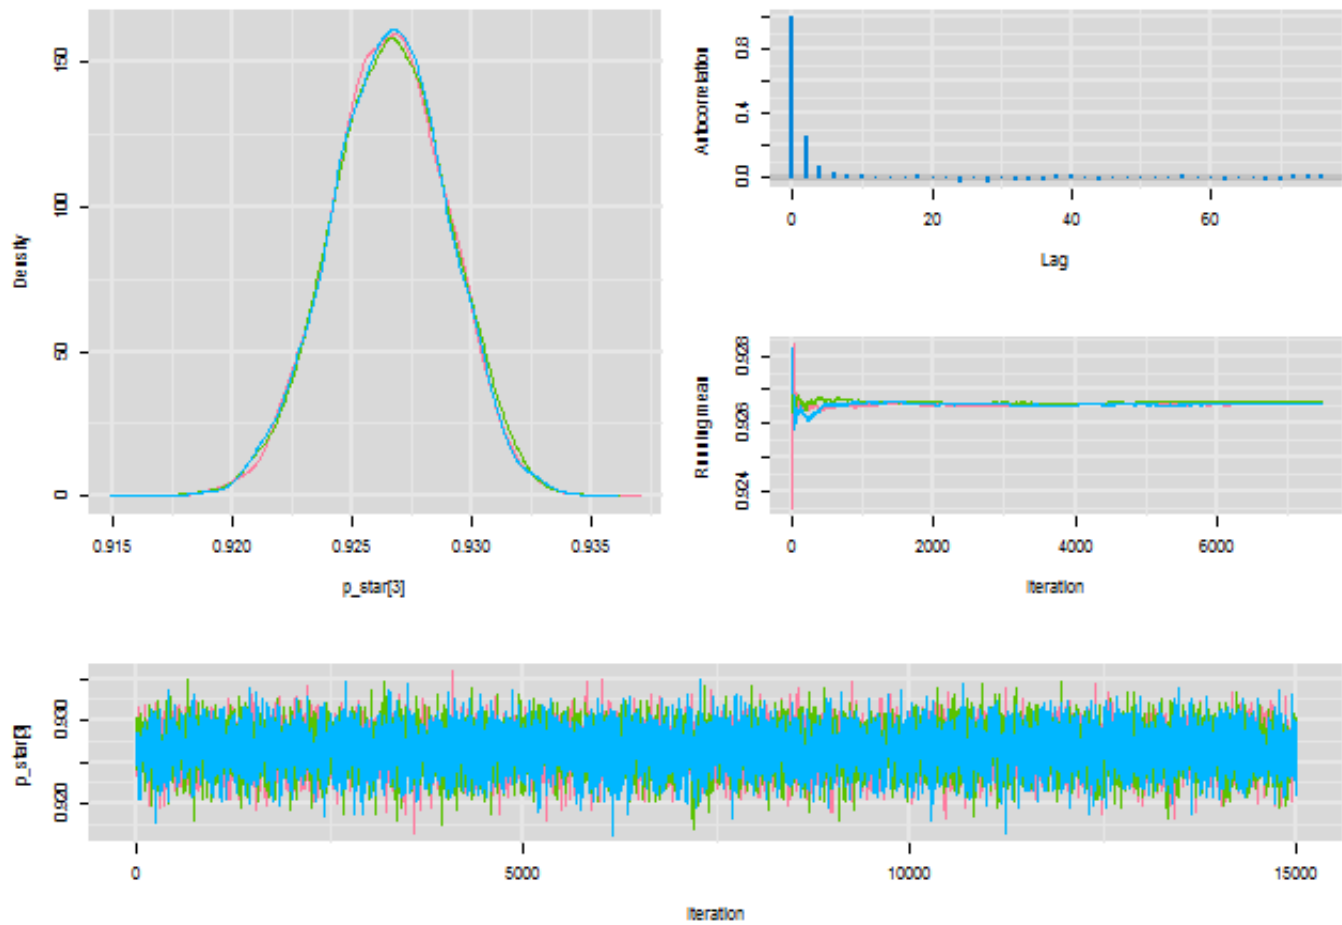 Density
150
100
50
0
0.915 0.920 0.925 0.930 0.935
p_star[3]
Autocorrelation
0.8
0.4
0.0
0 20 40 60
Lag
Running mean
0.928
0.926
0.924
0 2000 4000 6000
Iteration
p_star[3]
0.930
0.920
0 5000 10000 15000
Iteration